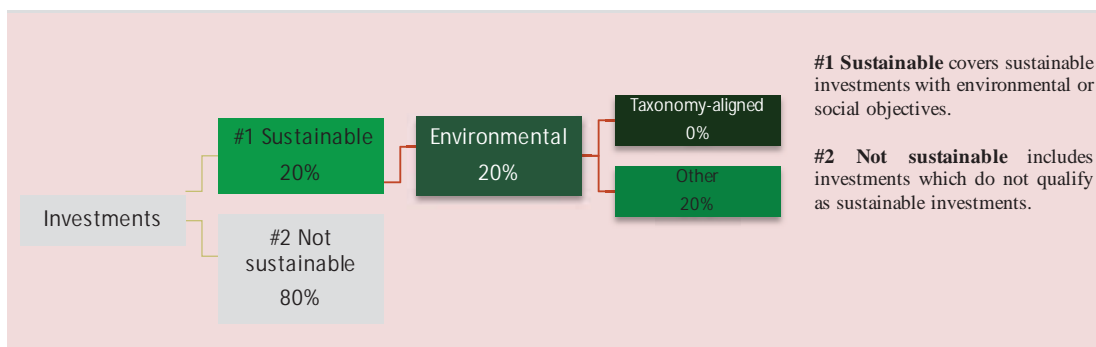 Investments
#1 Sustainable
20%
#2 Not
sustainable
80%
Environmental
20%
Taxonomy-aligned
0%
Other
20%
#1 Sustainable covers sustainable
investments with environmental or
social objectives.
#2 Not sustainable includes
investments which do not qualify
as sustainable investments.